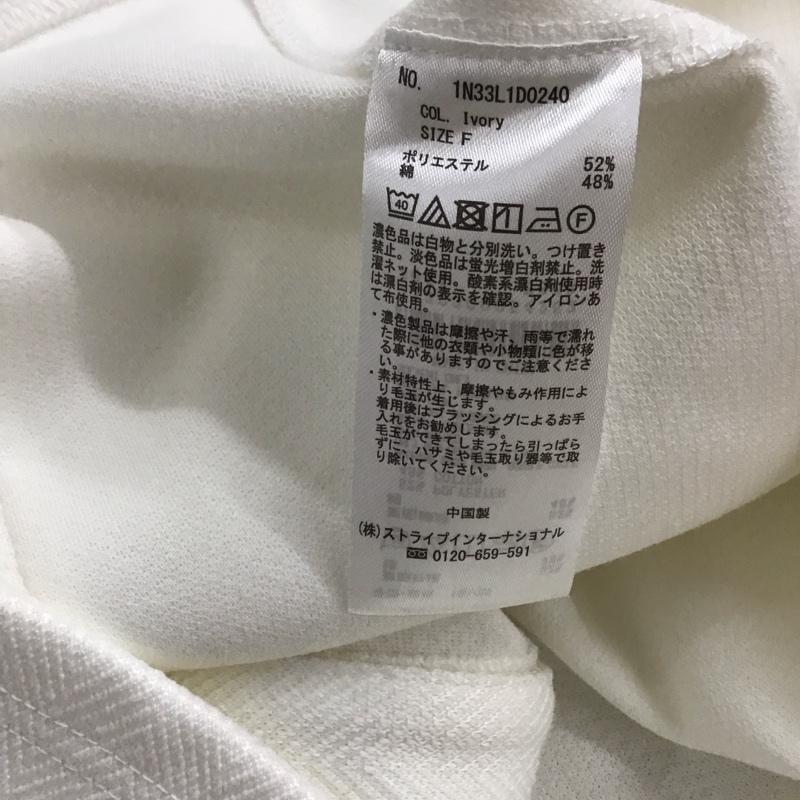 NO. 1N33L1D0240
COL. Ivory
SIZE F
ポリエステル 52%
綿 48%
40 F
濃色品は白物と分別洗い。つけ置き
禁止。淡色品は蛍光増白剤禁止。洗
濯ネット使用。酸素系漂白剤使用時
は漂白剤の表示を確認。アイロンあ
て布使用。
・濃色製品は摩擦や汗、雨等で濡れ
た際に他の衣類や小物類に色が移
る事がありますのでご注意くださ
い。
・素材特性上、摩擦やもみ作用によ
り毛玉が生じます。
着用後はブラッシングによるお手
入れをお勧めします。
毛玉ができてしまったら引っぱら
ずに、ハサミや毛玉取り器等で取
り除いてください。
中国製
(株)ストライプインターナショナル
0120-659-591